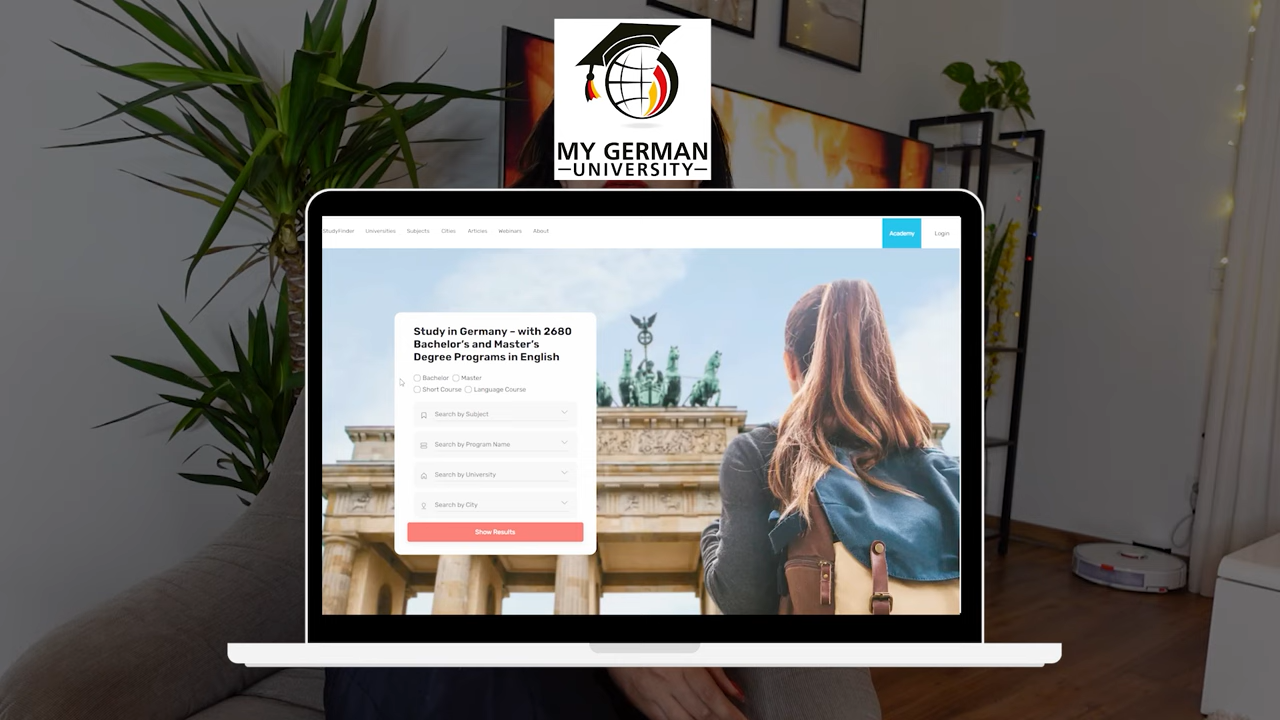 MY GERMAN
UNIVERSITY
StudyFinder Universities Subjects Cities Articles Webinars About Academy Login
Study in Germany – with 2680
Bachelor's and Master's
Degree Programs in English
Bachelor Master
Short Course Language Course
Search by Subject
Search by Program Name
Search by University
Search by City
Show Results